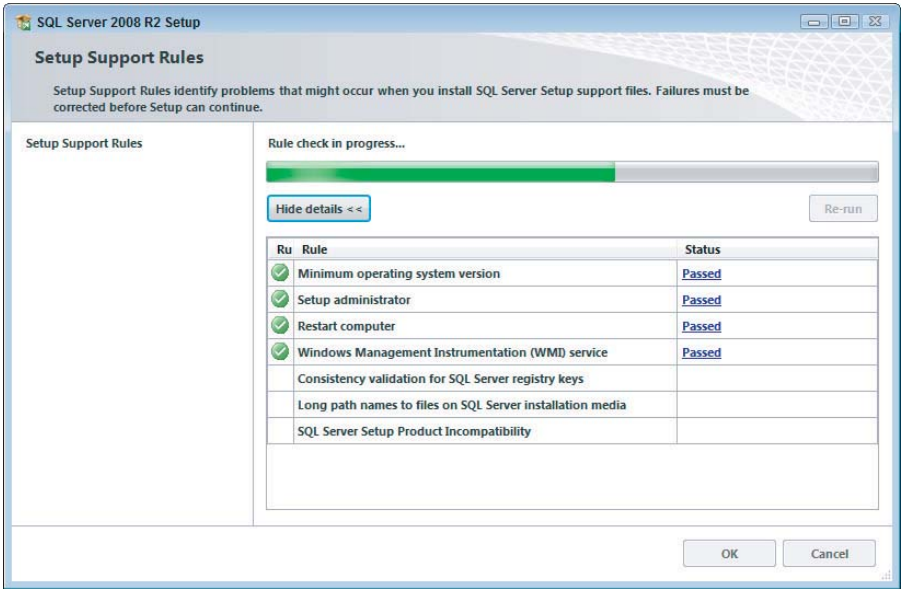 SQL Server 2008 R2 Setup
Setup Support Rules
Setup Support Rules identify problems that might occur when you install SQL Server Setup support files. Failures must be
corrected before Setup can continue.
Setup Support Rules
Rule check in progress...
Hide details <<
Re-run
Ru Rule Status
Minimum operating system version Passed
Setup administrator Passed
Restart computer Passed
Windows Management Instrumentation (WMI) service Passed
Consistency validation for SQL Server registry keys
Long path names to files on SQL Server installation media
SQL Server Setup Product Incompatibility
OK Cancel